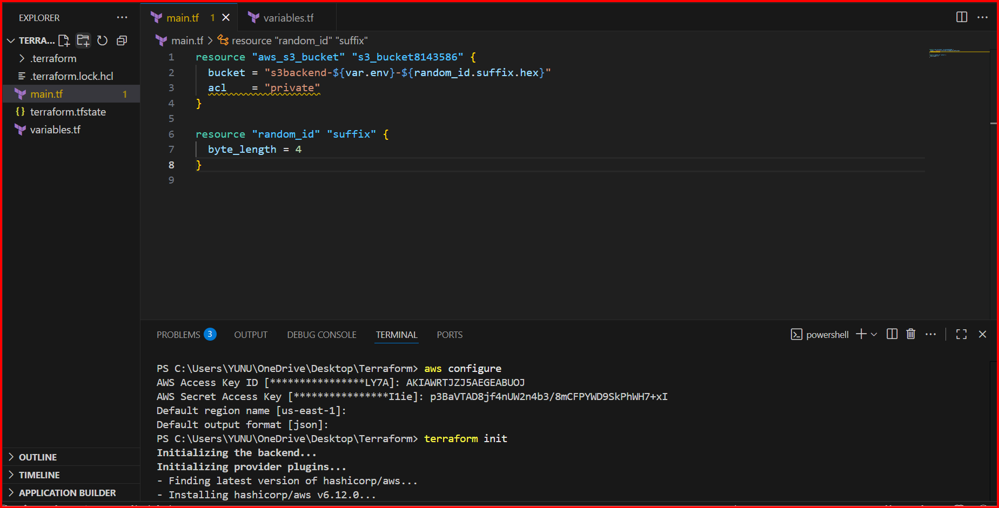 EXPLORER
TERRA...
.terraform
.terraform.lock.hcl
main.tf 1
terraform.tfstate
variables.tf
OUTLINE
TIMELINE
APPLICATION BUILDER
main.tf 1
variables.tf
main.tf > resource "random_id" "suffix"
1 resource "aws_s3_bucket" "s3_bucket8143586" {
2 bucket = "s3backend-${var.env}-${random_id.suffix.hex}"
3 acl    = "private"
4 }
5
6 resource "random_id" "suffix" {
7 byte_length = 4
8 }
9
PROBLEMS 3 OUTPUT DEBUG CONSOLE TERMINAL PORTS
powershell
PS C:\Users\YUNU\OneDrive\Desktop\Terraform> aws configure
AWS Access Key ID [****************LY7A]: AKIAWRTJZJ5AEGEABUOJ
AWS Secret Access Key [****************I1ie]: 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
Default region name [us-east-1]:
Default output format [json]:
PS C:\Users\YUNU\OneDrive\Desktop\Terraform> terraform init
Initializing the backend...
Initializing provider plugins...
- Finding latest version of hashicorp/aws...
- Installing hashicorp/aws v6.12.0...